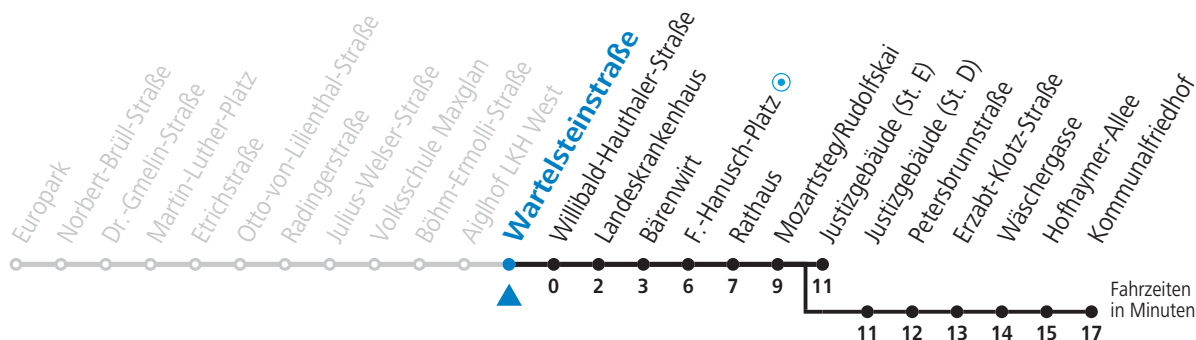 Europark
Norbert-Brüll-Straße
Dr.-Gmelin-Straße
Martin-Luther-Platz
Etrichstraße
Otto-von-Lilienthal-Straße
Radingerstraße
Julius-Welser-Straße
Volksschule Maxglan
Böhm-Ermolli-Straße
Aiglhof LKH West
Wartelsteinstraße
Willibald-Hauthaler-Straße
Landeskrankenhaus
Bärenwirt
F.-Hanusch-Platz
Rathaus
Mozartsteg/Rudolfskai
Justizgebäude (St. E)
Justizgebäude (St. D)
Petersbrunnstraße
Erzabt-Klotz-Straße
Wäschergasse
Hofhaymer-Allee
Kommunalfriedhof
0 2 3 6 7 9 11
Fahrzeiten
in Minuten
11 12 13 14 15 17